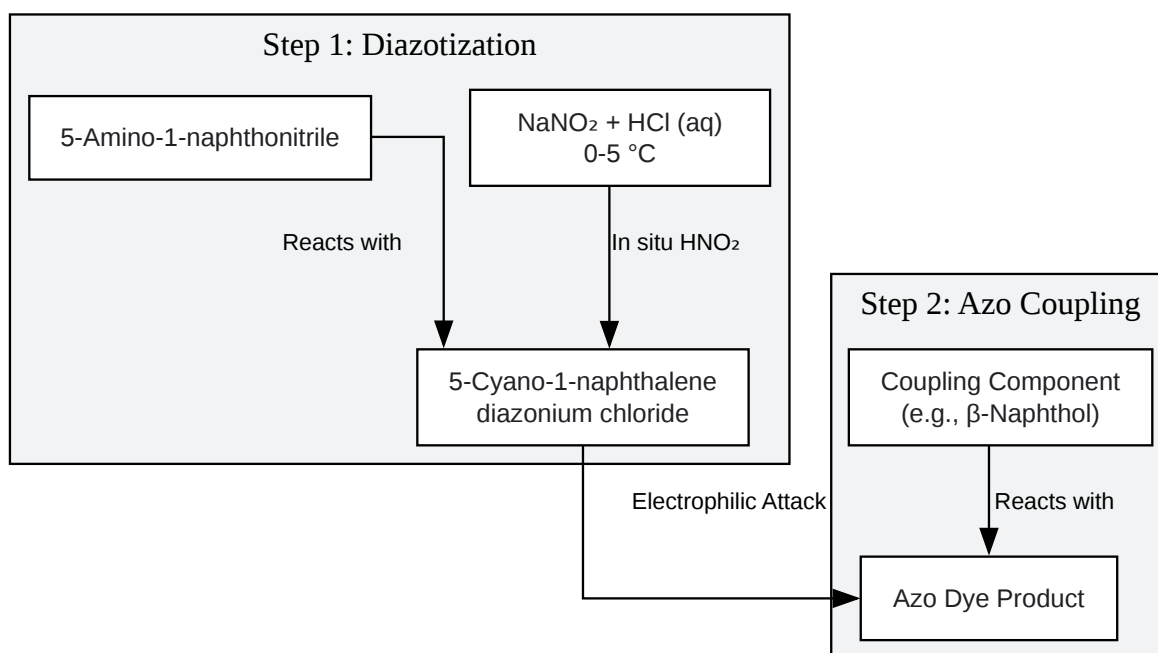 Step 1: Diazotization
5-Amino-1-naphthonitrile
NaNO₂ + HCl (aq)
0-5 °C
Reacts with
In situ HNO₂
5-Cyano-1-naphthalene
diazonium chloride
Step 2: Azo Coupling
Coupling Component
(e.g., β-Naphthol)
Electrophilic Attack
Reacts with
Azo Dye Product